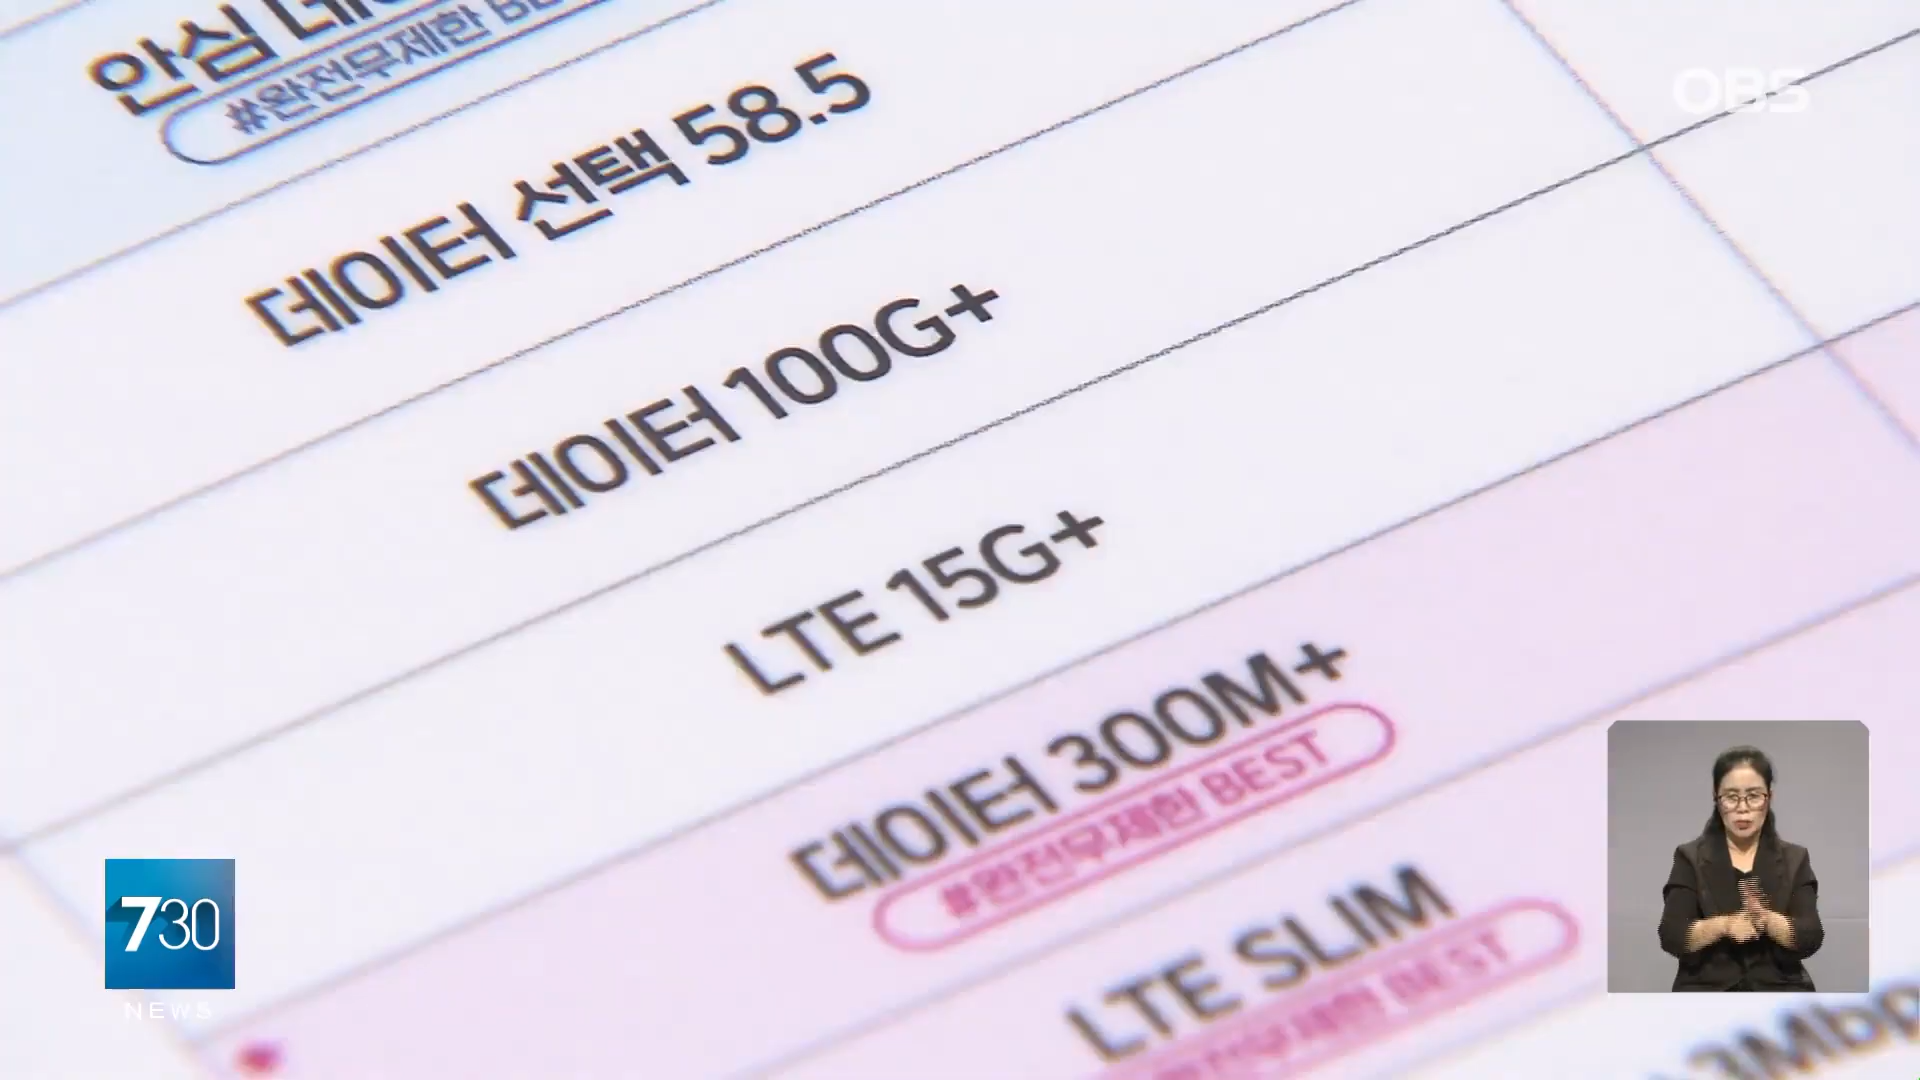 안심
#완전무제한
데이터 선택 58.5
데이터 100G+
LTE 15G+
데이터 300M+
#완전무제한 BEST
LTE SLIM
BEST
OBS
730
NEWS